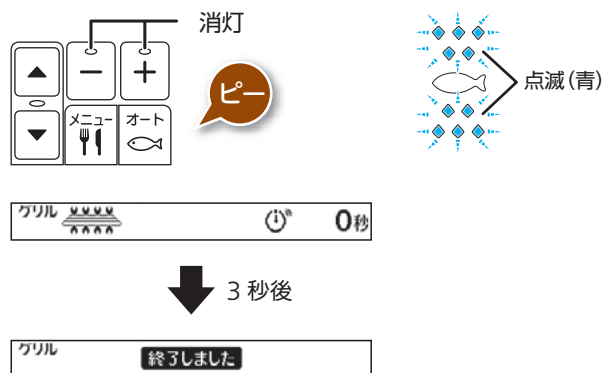 消灯
点滅（青）
− +
ピー
メニュー オート
グリル 0秒
3 秒後
グリル 終了しました